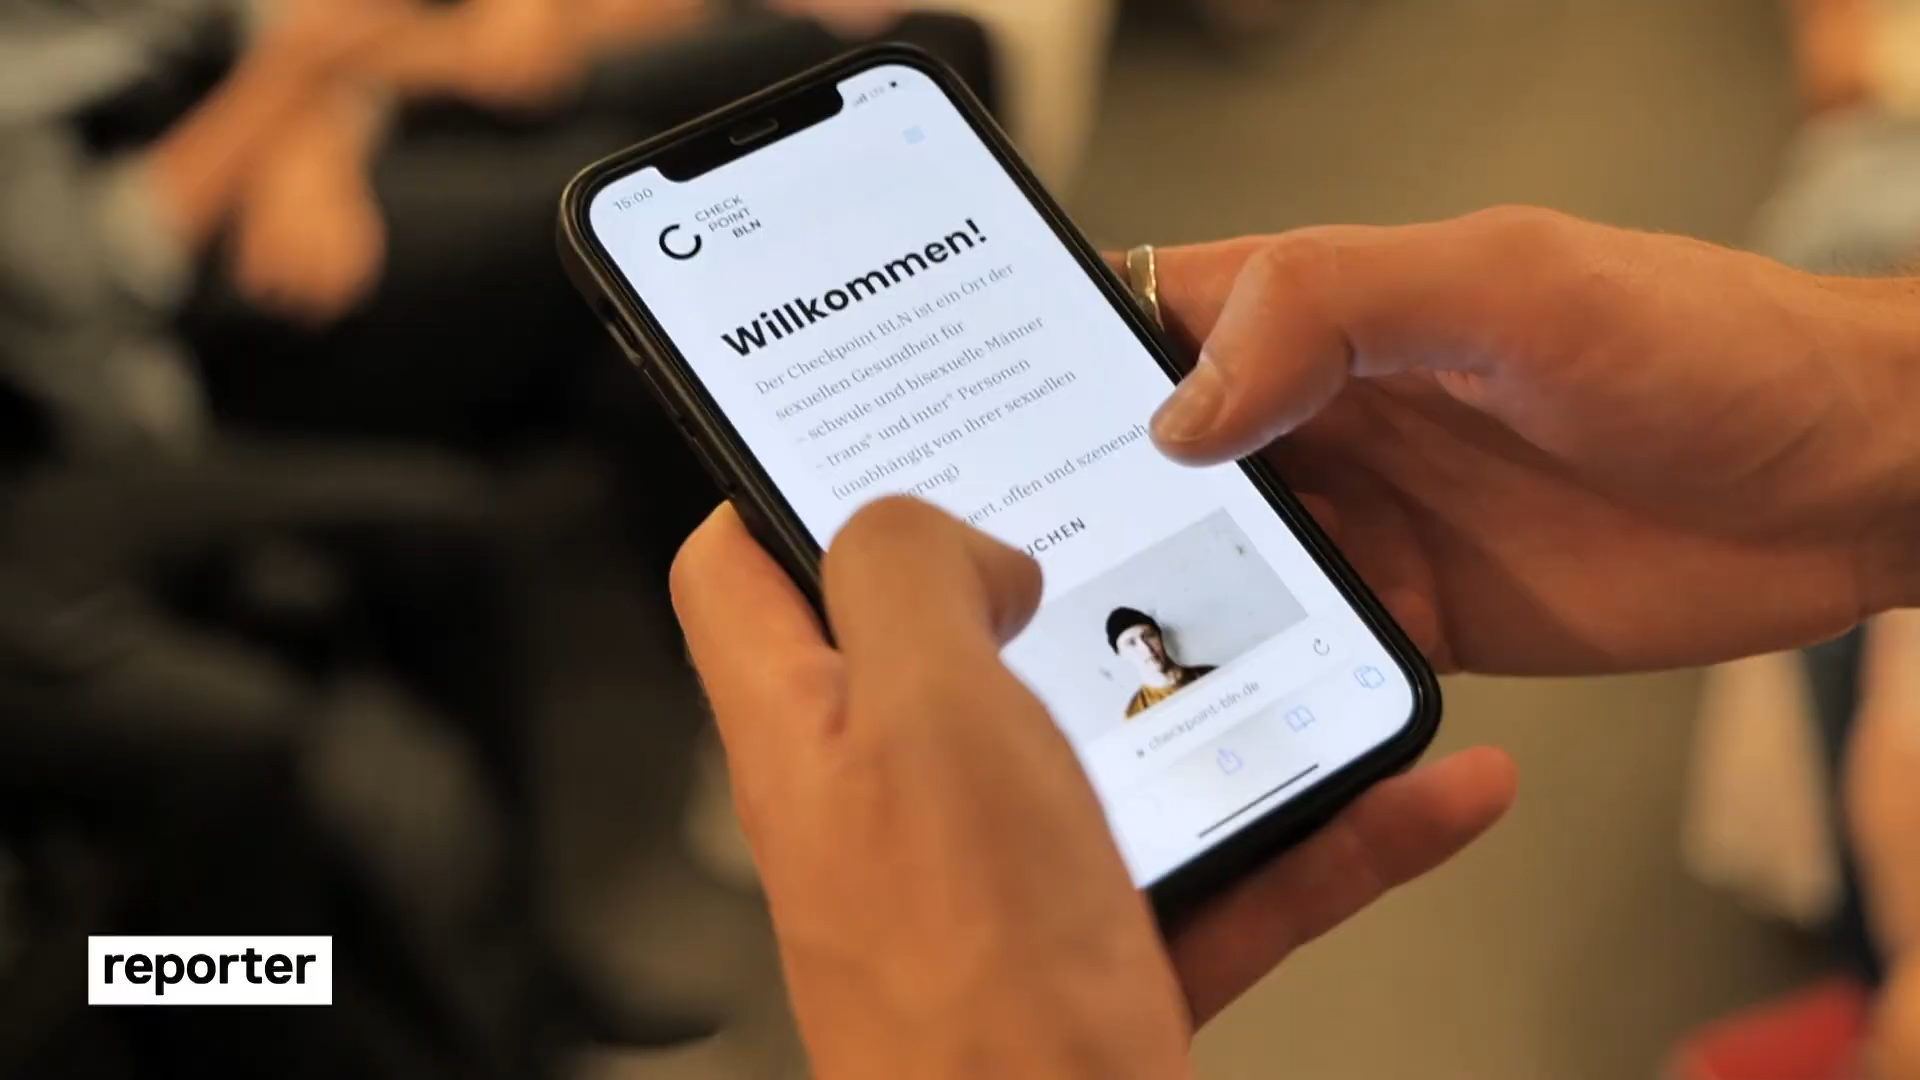 15:00
CHECK
POINT
BLN
Willkommen!
Der Checkpoint BLN ist ein Ort der
sexuellen Gesundheit für
– schwule und bisexuelle Männer
– trans* und inter* Personen
(unabhängig von ihrer sexuellen
offen und szenenah
checkpoint-bln.de
reporter